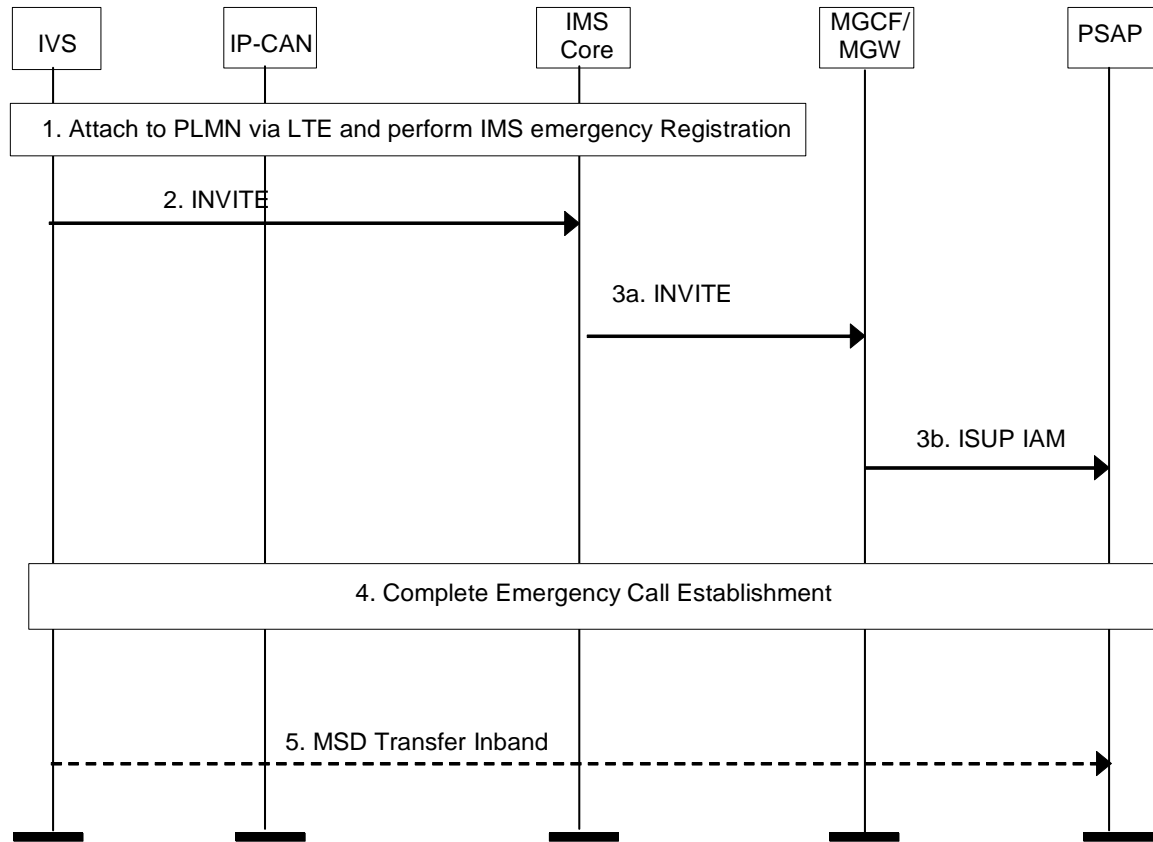 IVS
IP-CAN
IMS
Core
MGCF/
MGW
PSAP
1. Attach to PLMN via LTE and perform IMS emergency Registration
2. INVITE
3a. INVITE
3b. ISUP IAM
4. Complete Emergency Call Establishment
5. MSD Transfer Inband